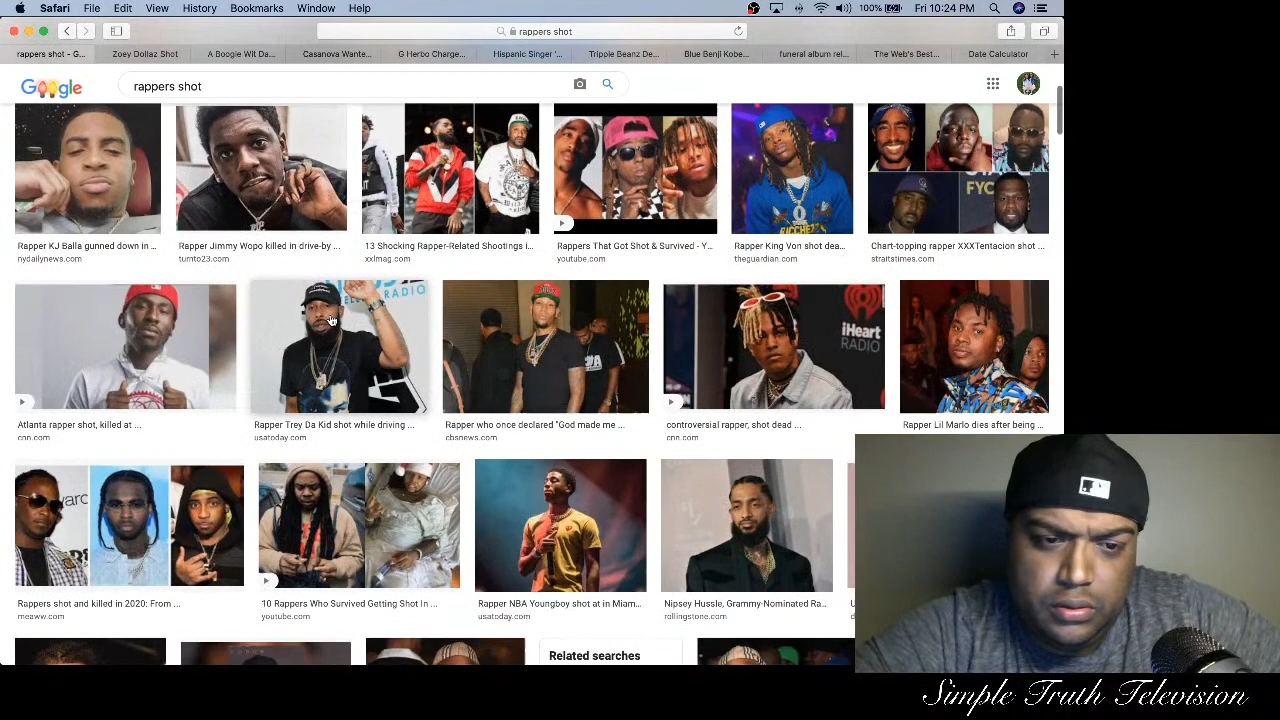 Safari File Edit View History Bookmarks Window Help 100% Fri 10:24 PM
rappers shot
rappers shot - G... Zoey Dollaz Shot A Boogie Wit Da... Casanova Wante... G Herbo Charge... Hispanic Singer '... Tripple Beanz De... Blue Benji Kobe... funeral album rel... The Web's Best... Date Calculator
Google rappers shot
Rapper KJ Balla gunned down in ... Rapper Jimmy Wopo killed in drive-by ... 13 Shocking Rapper-Related Shootings i... Rappers That Got Shot & Survived - Y... Rapper King Von shot dea... Chart-topping rapper XXXTentacion shot ...
nydailynews.com turnto23.com xxlmag.com youtube.com theguardian.com straitstimes.com
RADIO
iHeart
RADIO
Atlanta rapper shot, killed at ... Rapper Trey Da Kid shot while driving ... Rapper who once declared "God made me ... controversial rapper, shot dead ... Rapper Lil Marlo dies after being ...
cnn.com usatoday.com cbsnews.com cnn.com
Rappers shot and killed in 2020: From ... 10 Rappers Who Survived Getting Shot In ... Rapper NBA Youngboy shot at in Miam... Nipsey Hussle, Grammy-Nominated Ra...
meaww.com youtube.com usatoday.com rollingstone.com
Related searches
Simple Truth Television